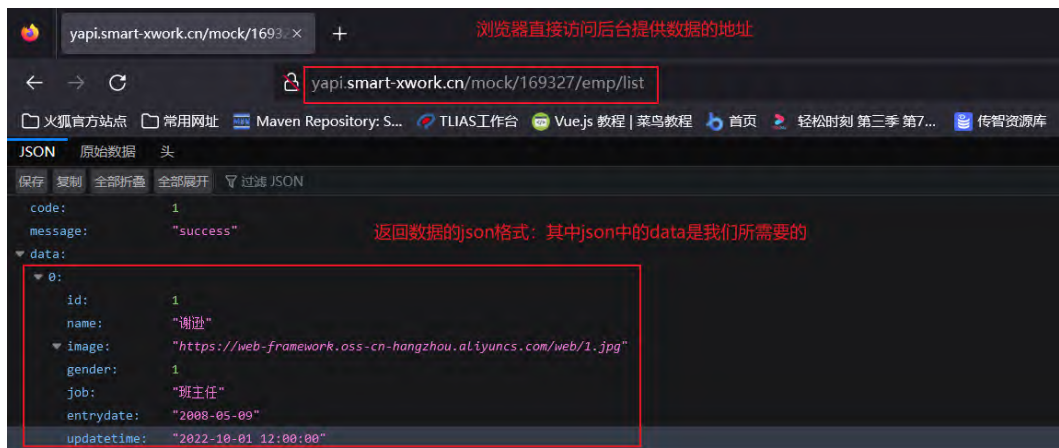 yapi.smart-xwork.cn/mock/1693 浏览器直接访问后台提供数据的地址
yapi.smart-xwork.cn/mock/169327/emp/list
火狐官方站点 常用网址 Maven Repository: S... TLIAS工作台 Vue.js 教程 | 菜鸟教程 首页 轻松时刻 第三季 第7... 传智资源库
JSON 原始数据 头
保存 复制 全部折叠 全部展开 过滤 JSON
code: 1
message: "success" 返回数据的json格式：其中json中的data是我们所需要的
data:
0:
id: 1
name: "谢逊"
image: "https://web-framework.oss-cn-hangzhou.aliyuncs.com/web/1.jpg"
gender: 1
job: "班主任"
entrydate: "2008-05-09"
updatetime: "2022-10-01 12:00:00"